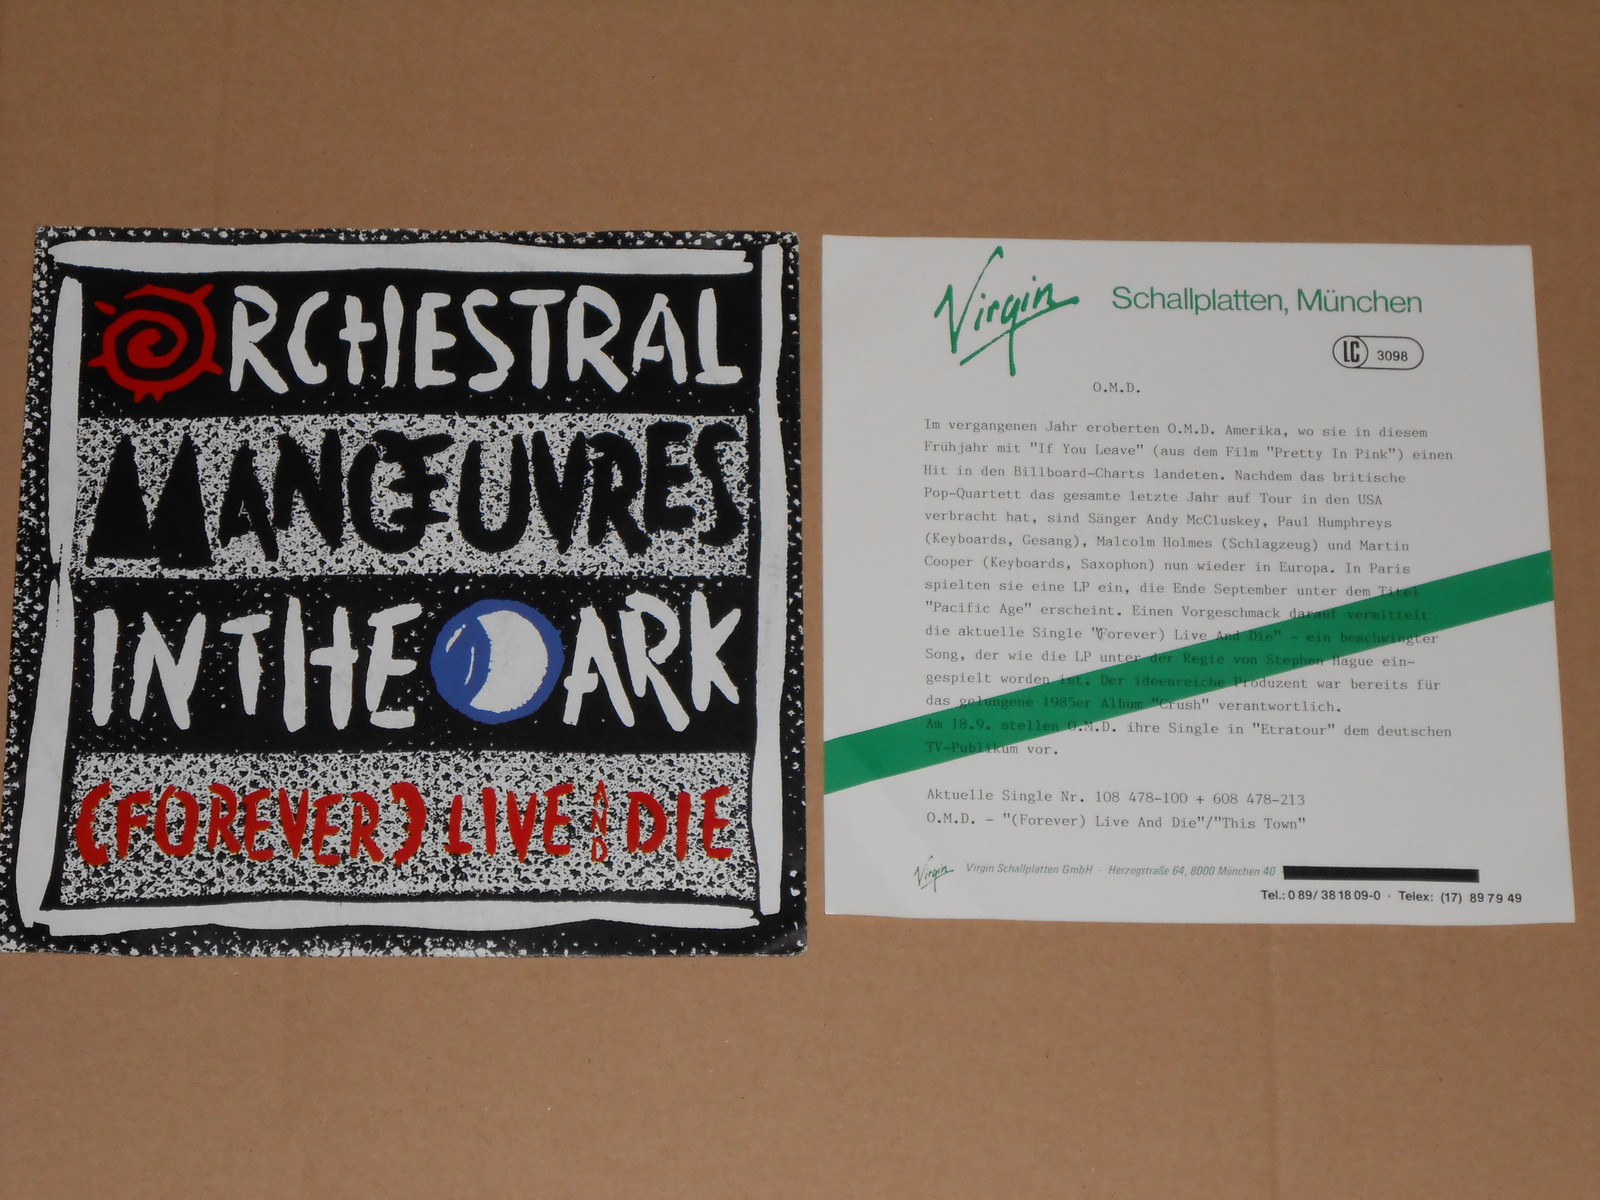 ORCHESTRAL
MANŒUVRES
IN THE DARK
(FOREVER) LIVE AND DIE
Virgin Schallplatten, München
LC 3098
O.M.D.
Im vergangenen Jahr eroberten O.M.D. Amerika, wo sie in diesem
Frühjahr mit "If You Leave" (aus dem Film "Pretty In Pink") einen
Hit in den Billboard-Charts landeten. Nachdem das britische
Pop-Quartett das gesamte letzte Jahr auf Tour in den USA
verbracht hat, sind Sänger Andy McCluskey, Paul Humphreys
(Keyboards, Gesang), Malcolm Holmes (Schlagzeug) und Martin
Cooper (Keyboards, Saxophon) nun wieder in Europa. In Paris
spielten sie eine LP ein, die Ende September unter dem Titel
"Pacific Age" erscheint. Einen Vorgeschmack darauf vermittelt
die aktuelle Single "(Forever) Live And Die" - ein beschwingter
Song, der wie die LP unter der Regie von Stephen Hague ein-
gespielt worden ist. Der ideenreiche Produzent war bereits für
das gelungene 1985er Album "Crush" verantwortlich.
Am 18.9. stellen O.M.D. ihre Single in "Etratour" dem deutschen
TV-Publikum vor.
Aktuelle Single Nr. 108 478-100 + 608 478-213
O.M.D. - "(Forever) Live And Die"/"This Town"
Virgin Virgin Schallplatten GmbH · Herzogstraße 64, 8000 München 40
Tel.: 0 89/ 38 18 09-0 · Telex: (17) 89 79 49